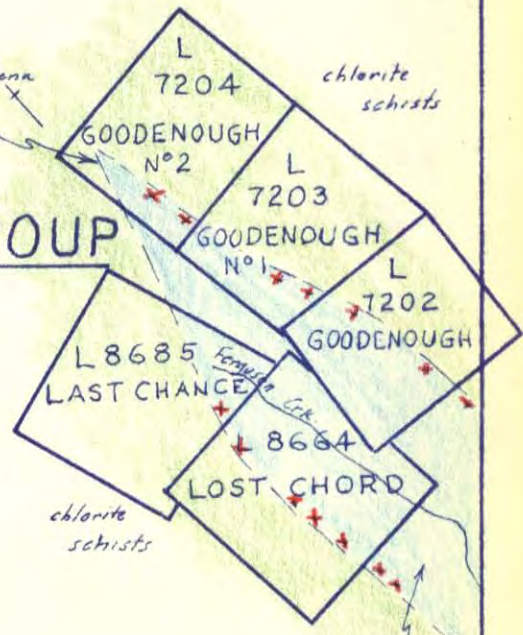 L
7204
GOODENOUGH
Nº2
chlorite
schists
L
7203
GOODENOUGH
Nº1
OUP
L
7202
GOODENOUGH
L 8685
LAST CHANCE
Ferguson Crk
L 8664
LOST CHORD
chlorite
schists